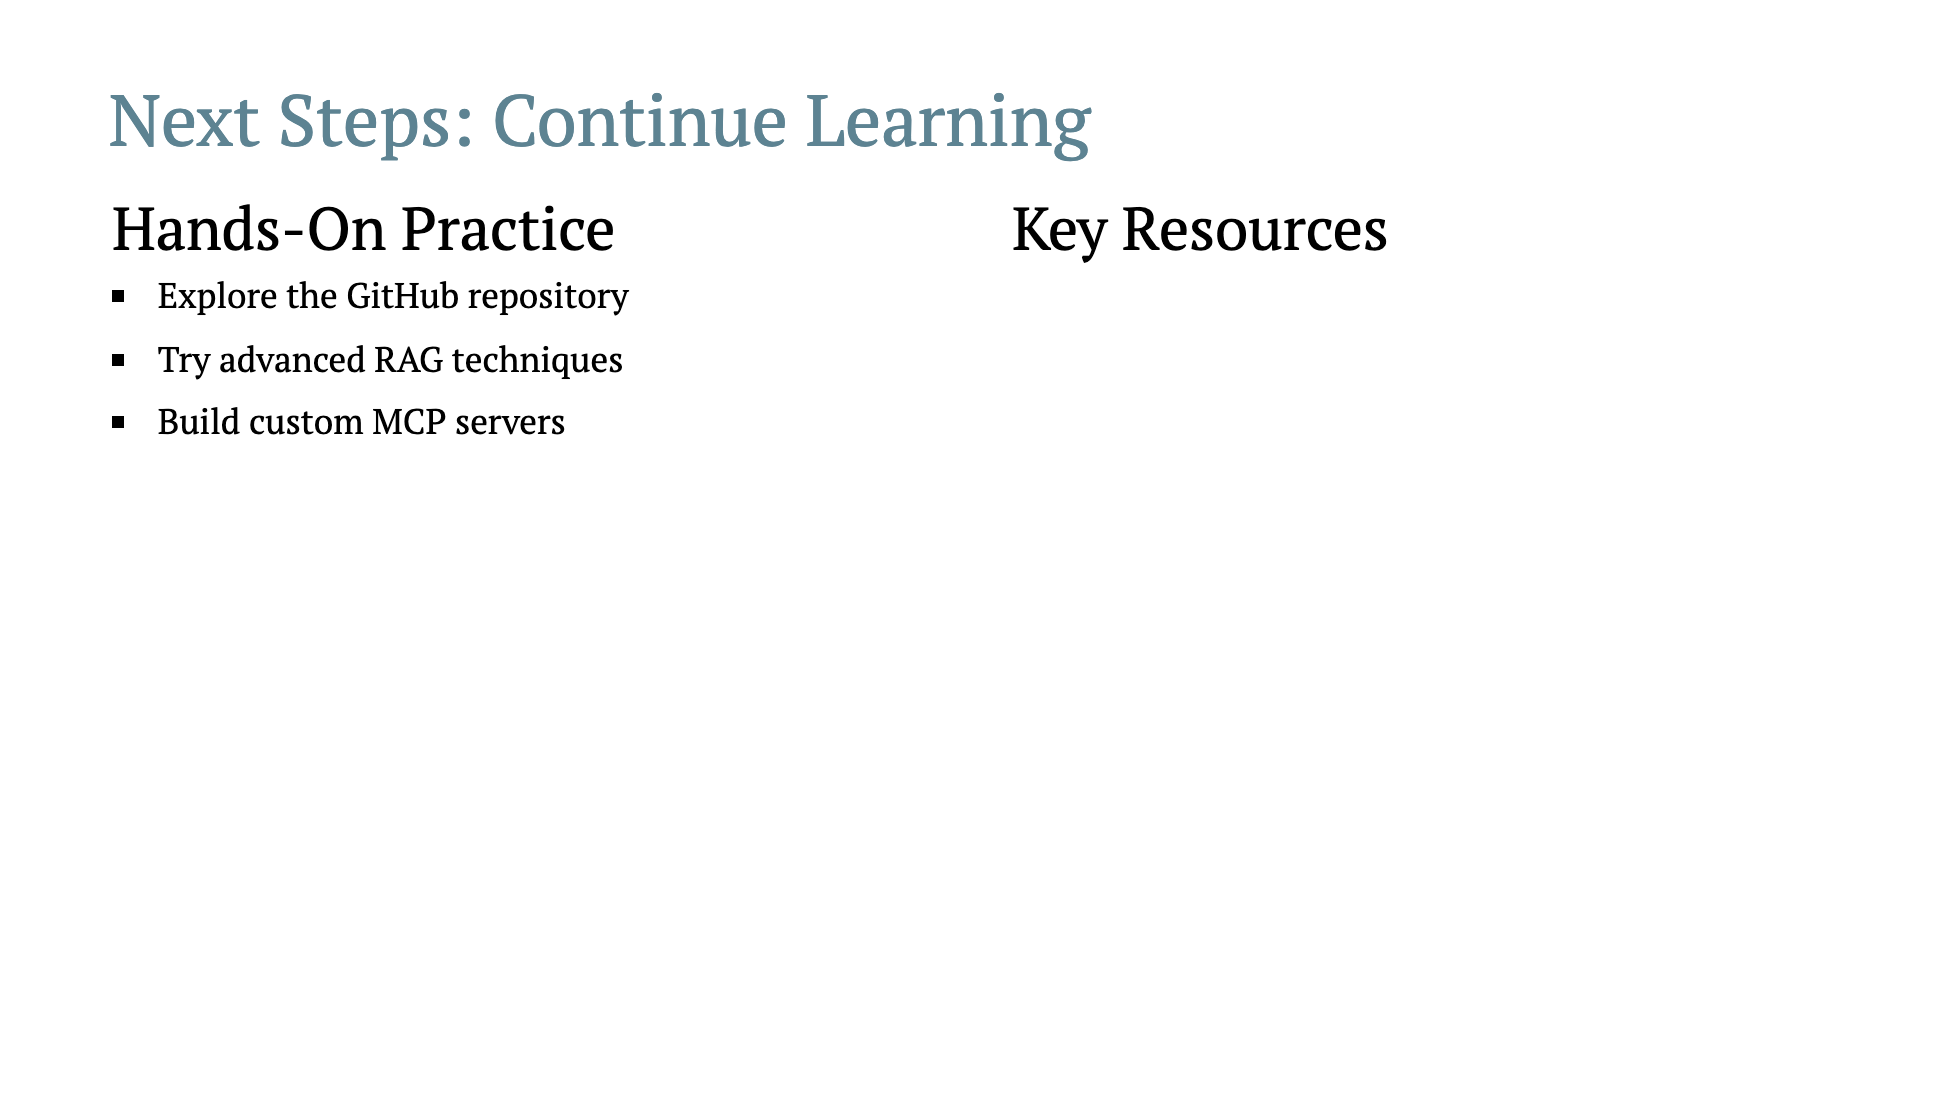 Next Steps: Continue Learning
Hands-On Practice
▪ Explore the GitHub repository
▪ Try advanced RAG techniques
▪ Build custom MCP servers
Key Resources